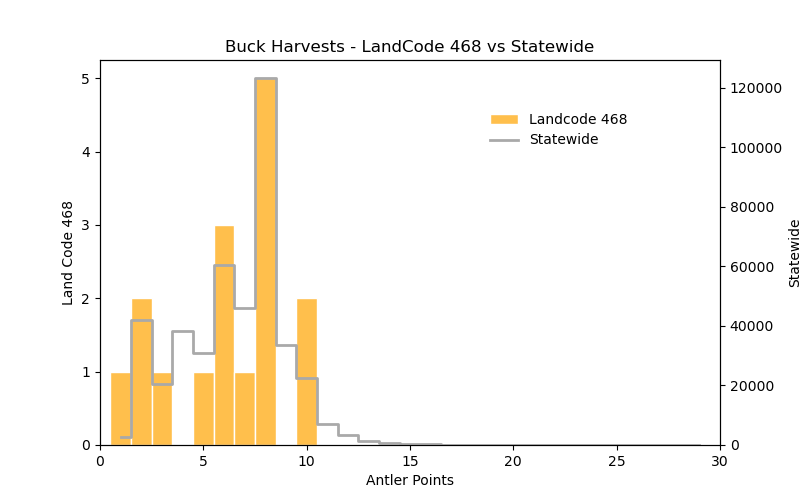 Buck Harvests - LandCode 468 vs Statewide
5
4
3
2
1
0
Land Code 468
Landcode 468
Statewide
120000
100000
80000
60000
40000
20000
0
Statewide
0 5 10 15 20 25 30
Antler Points